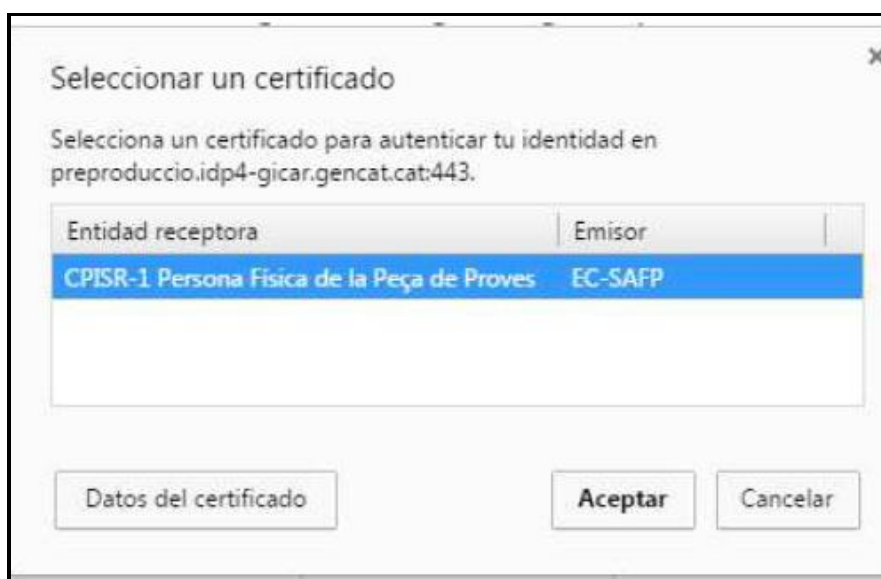 Seleccionar un certificado
Selecciona un certificado para autenticar tu identidad en
preproduccio.idp4-gicar.gencat.cat:443.
Entidad receptora Emisor
CPISR-1 Persona Física de la Peça de Proves EC-SAFP
Datos del certificado Aceptar Cancelar